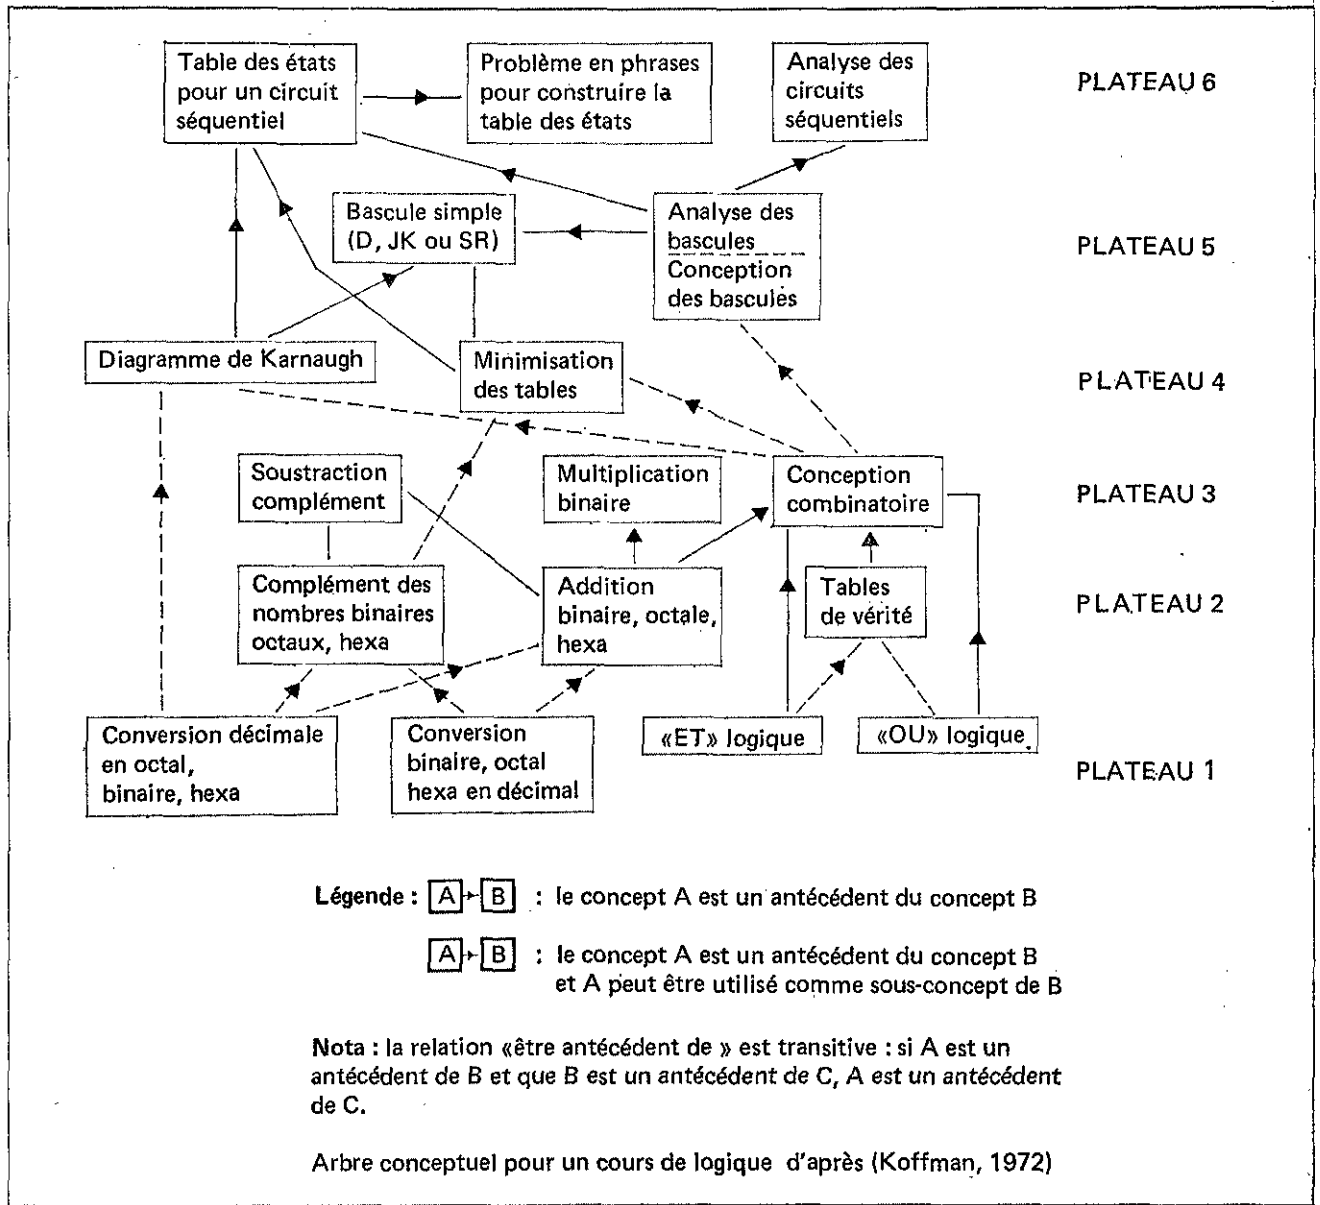 Table des états
pour un circuit
séquentiel
Problème en phrases
pour construire la
table des états
Analyse des
circuits
séquentiels
PLATEAU 6
Bascule simple
(D, JK ou SR)
Analyse des
bascules
Conception
des bascules
PLATEAU 5
Diagramme de Karnaugh
Minimisation
des tables
PLATEAU 4
Soustraction
complément
Multiplication
binaire
Conception
combinatoire
PLATEAU 3
Complément des
nombres binaires
octaux, hexa
Addition
binaire, octale,
hexa
Tables
de vérité
PLATEAU 2
Conversion décimale
en octal,
binaire, hexa
Conversion
binaire, octal
hexa en décimal
«ET» logique
«OU» logique
PLATEAU 1
Légende : A B : le concept A est un antécédent du concept B
A B : le concept A est un antécédent du concept B
et A peut être utilisé comme sous-concept de B
Nota : la relation «être antécédent de » est transitive : si A est un
antécédent de B et que B est un antécédent de C, A est un antécédent
de C.
Arbre conceptuel pour un cours de logique d'après (Koffman, 1972)